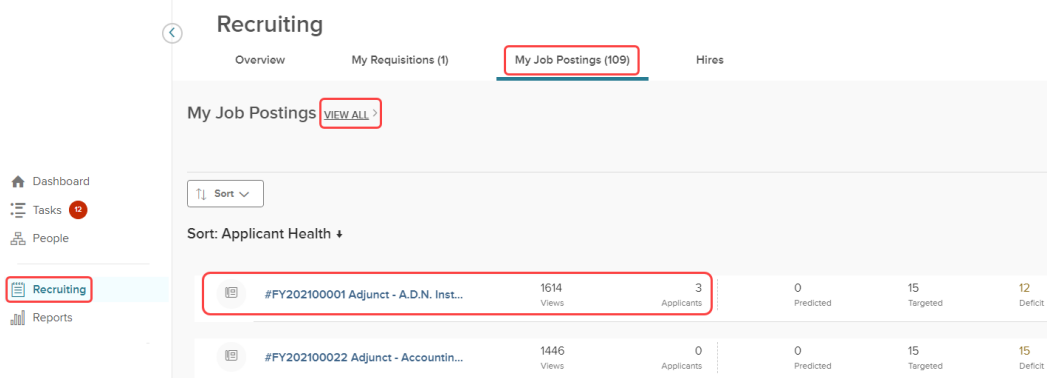 Recruiting
Overview My Requisitions (1) My Job Postings (109) Hires
My Job Postings VIEW ALL >
Dashboard
Tasks 12
People
Recruiting
Reports
Sort
Sort: Applicant Health ↓
#FY202100001 Adjunct - A.D.N. Inst... 1614 3 0 15 12
Views Applicants Predicted Targeted Deficit
#FY202100022 Adjunct - Accountin... 1446 0 0 15 15
Views Applicants Predicted Targeted Deficit